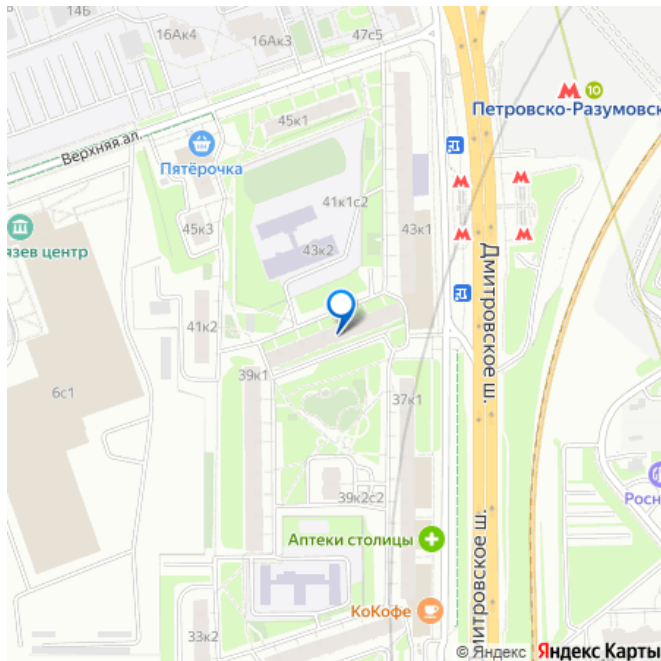 14Б
16Ак4
16Ак3
47с5
М
10
Петровско-Разумовск
45к1
Верхняя ал.
Пятёрочка
41к1с2
М
М
45к3
43к2
43к1
М
М
язев центр
Дмитровское ш.
41к2
39к1
37к1
6с1
39к2с2
Росн
Аптеки столицы
митровское ш.
КоКофе
33к2
© Яндекс Яндекс Карты